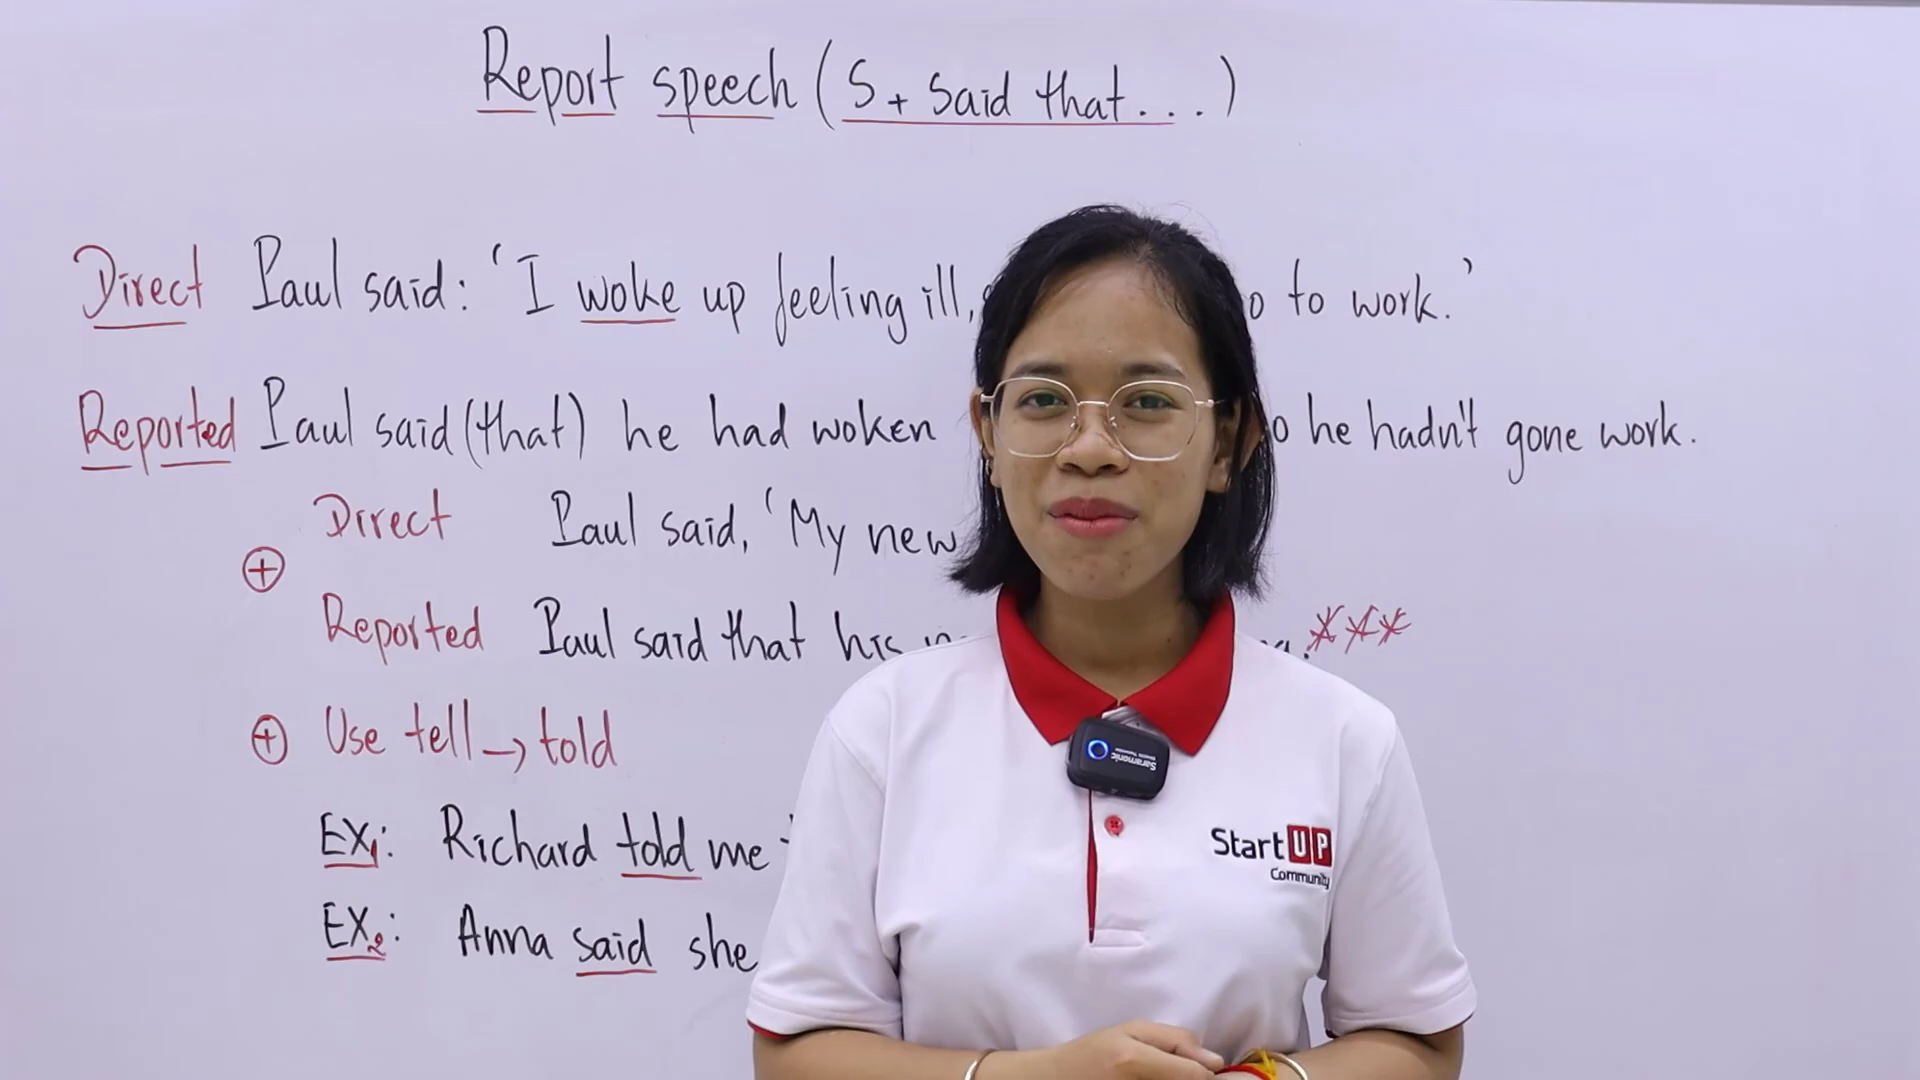 Report speech (S + Said that...)
Direct Paul said: 'I woke up feeling ill, to work.'
Reported Paul said (that) he had woken he hadn't gone work.
Direct Paul said, 'My new
Reported Paul said that his ***
Use tell → told
EX1: Richard told me
EX2: Anna said she
Saramonic
StartUP
Community